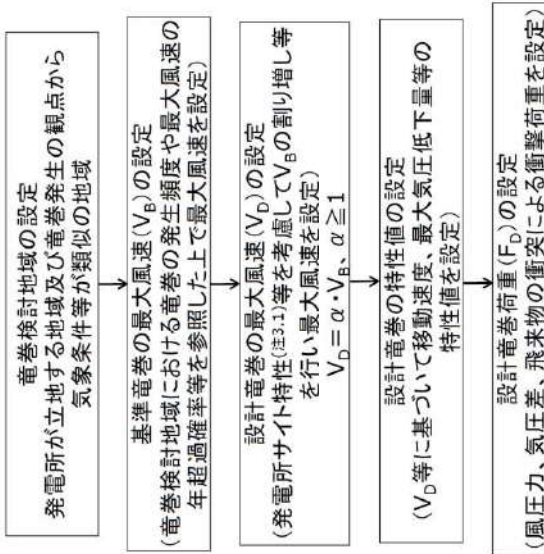 竜巻検討地域の設定
発電所が立地する地域及び竜巻発生の観点から
気象条件等が類似の地域
基準竜巻の最大風速(VB)の設定
(竜巻検討地域における竜巻の発生頻度や最大風速の
年超過確率等を参照した上で最大風速を設定)
設計竜巻の最大風速(VD)の設定
(発電所サイト特性(注3.1)等を考慮してVBの割り増し等
を行い最大風速を設定)
VD=α・VB、α≧1
設計竜巻の特性値の設定
(VD等に基づいて移動速度、最大気圧低下量等の
特性値を設定)
設計竜巻荷重(FD)の設定
(風圧力、気圧差、飛来物の衝突による衝撃荷重を設定)